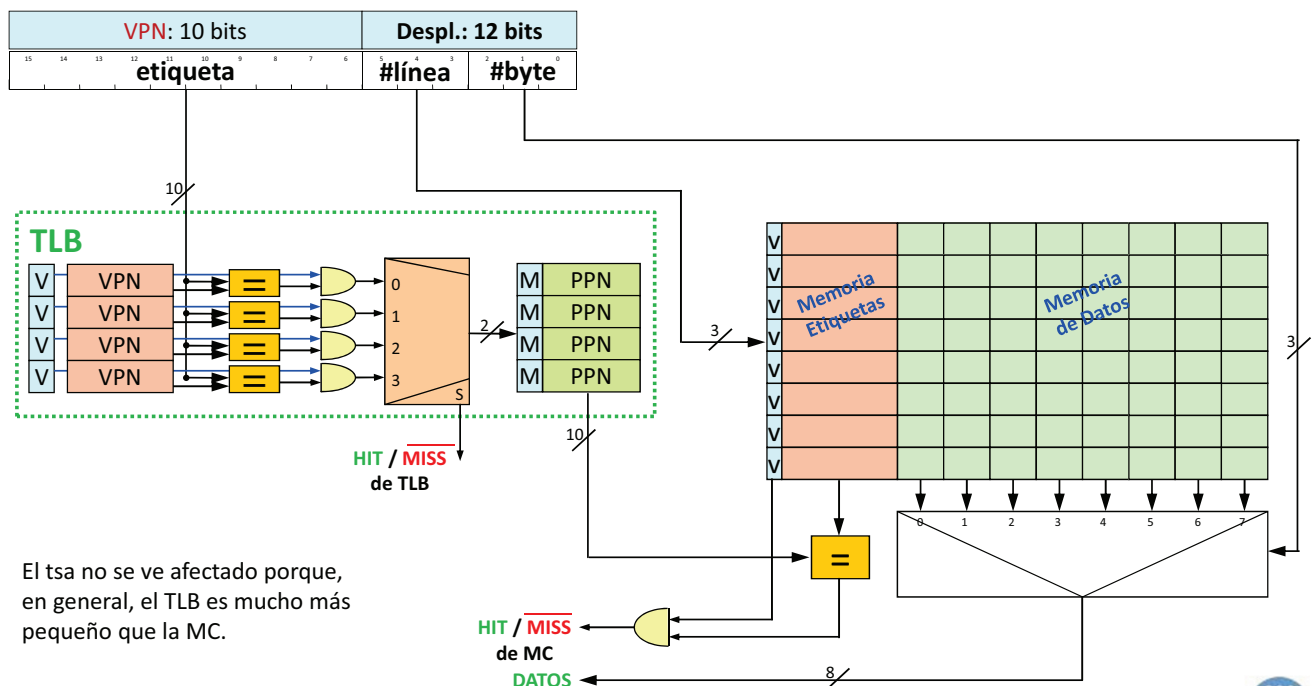 VPN: 10 bits
Despl.: 12 bits
15 14 13 12 11 10 9 8 7 6 5 4 3 2 1 0
etiqueta
#línea
#byte
10
TLB
V VPN = 0 M PPN
V VPN = 1 M PPN
V VPN = 2 M PPN
V VPN = 3 M PPN
S
2
3
3
HIT / MISS
de TLB
10
V
V
V
V
V
V
V
V
Memoria
Etiquetas
Memoria
de Datos
0 1 2 3 4 5 6 7
=
El tsa no se ve afectado porque,
en general, el TLB es mucho más
pequeño que la MC.
HIT / MISS
de MC
DATOS
8